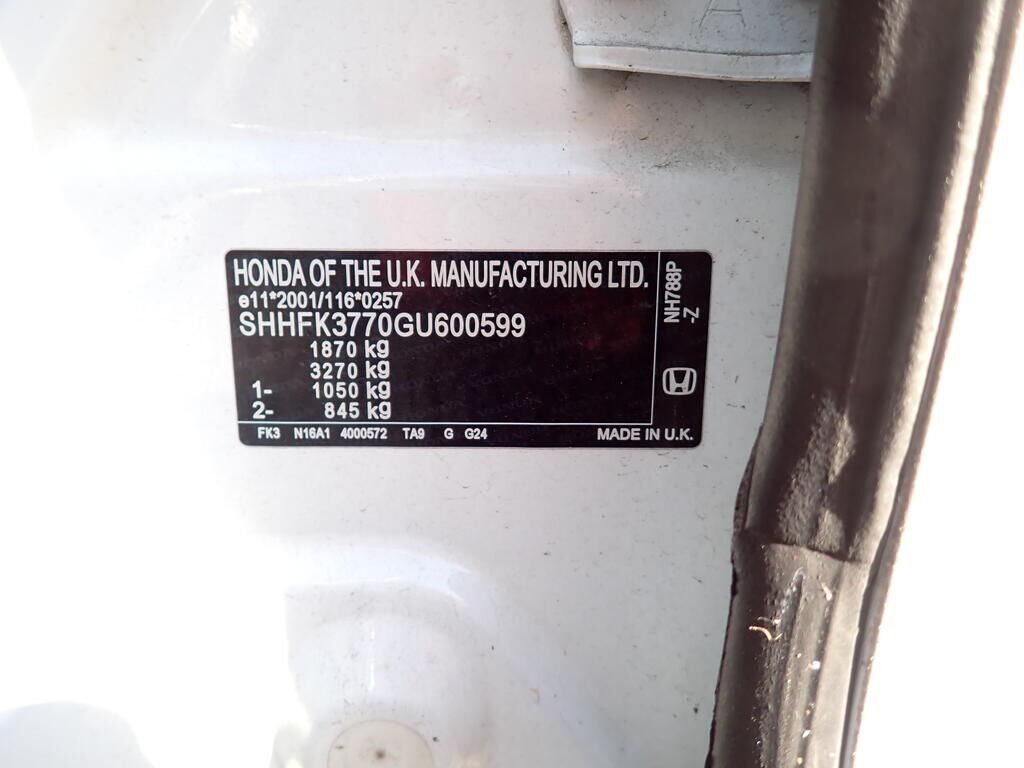 A
HONDA OF THE U.K. MANUFACTURING LTD.
e11*2001/116*0257
SHHFK3770GU600599
1870 kg
3270 kg
1- 1050 kg
2- 845 kg
FK3 N16A1 4000572 TA9 G G24 MADE IN U.K.
NH788P
-Z